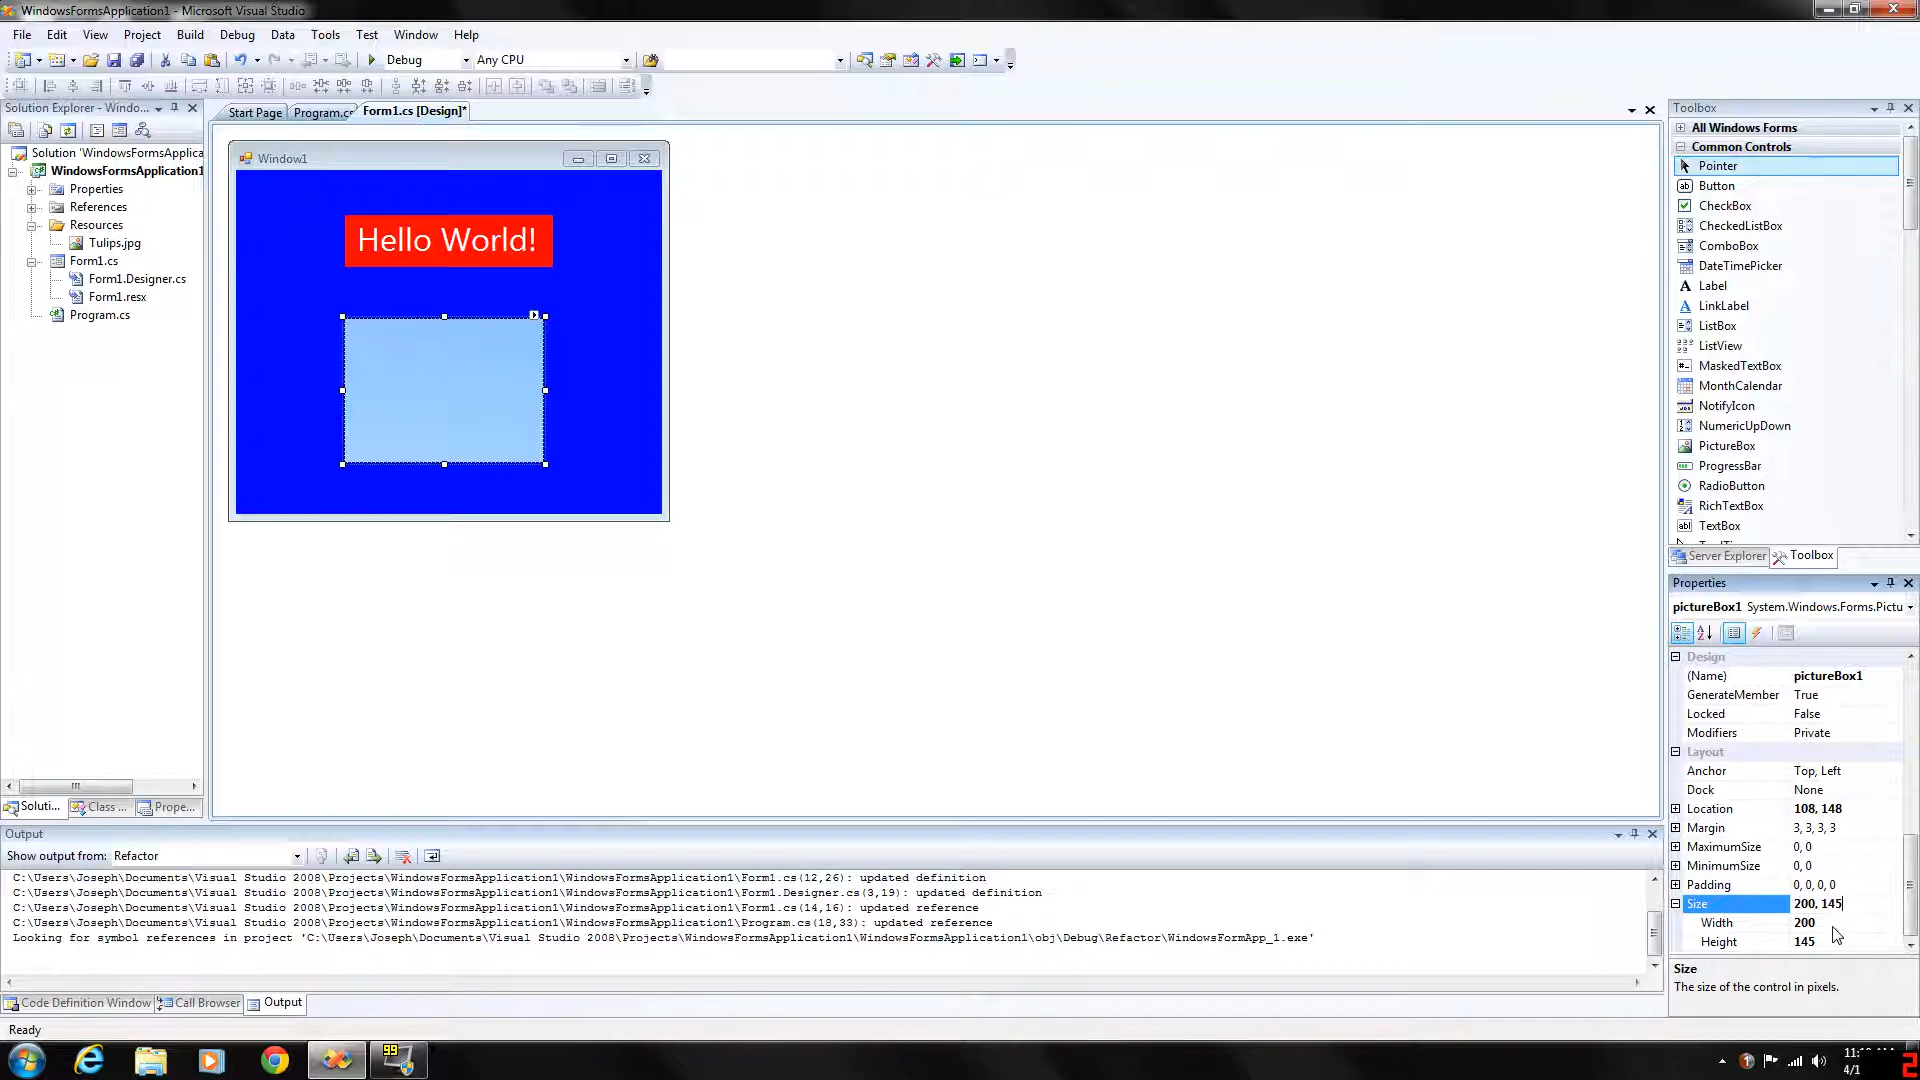 WindowsFormsApplication1 - Microsoft Visual Studio
File Edit View Project Build Debug Data Tools Test Window Help
Debug Any CPU
Solution Explorer - Windo...
Solution 'WindowsFormsApplica
WindowsFormsApplication1
Properties
References
Resources
Tulips.jpg
Form1.cs
Form1.Designer.cs
Form1.resx
Program.cs
Soluti... Class ... Prope...
Start Page Program.cs Form1.cs [Design]*
Window1
Hello World!
Toolbox
All Windows Forms
Common Controls
Pointer
Button
CheckBox
CheckedListBox
ComboBox
DateTimePicker
Label
LinkLabel
ListBox
ListView
MaskedTextBox
MonthCalendar
NotifyIcon
NumericUpDown
PictureBox
ProgressBar
RadioButton
RichTextBox
TextBox
Server Explorer Toolbox
Properties
pictureBox1 System.Windows.Forms.Pictu
Design
(Name) pictureBox1
GenerateMember True
Locked False
Modifiers Private
Layout
Anchor Top, Left
Dock None
Location 108, 148
Margin 3, 3, 3, 3
MaximumSize 0, 0
MinimumSize 0, 0
Padding 0, 0, 0, 0
Size 200, 145
Width 200
Height 145
Size
The size of the control in pixels.
Output
Show output from: Refactor
C:\Users\Joseph\Documents\Visual Studio 2008\Projects\WindowsFormsApplication1\WindowsFormsApplication1\Form1.cs(12,26): updated definition
C:\Users\Joseph\Documents\Visual Studio 2008\Projects\WindowsFormsApplication1\WindowsFormsApplication1\Form1.Designer.cs(3,19): updated definition
C:\Users\Joseph\Documents\Visual Studio 2008\Projects\WindowsFormsApplication1\WindowsFormsApplication1\Form1.cs(14,16): updated reference
C:\Users\Joseph\Documents\Visual Studio 2008\Projects\WindowsFormsApplication1\WindowsFormsApplication1\Program.cs(18,33): updated reference
Looking for symbol references in project 'C:\Users\Joseph\Documents\Visual Studio 2008\Projects\WindowsFormsApplication1\WindowsFormsApplication1\obj\Debug\Refactor\WindowsFormApp_1.exe'
Code Definition Window Call Browser Output
Ready
99
4/1